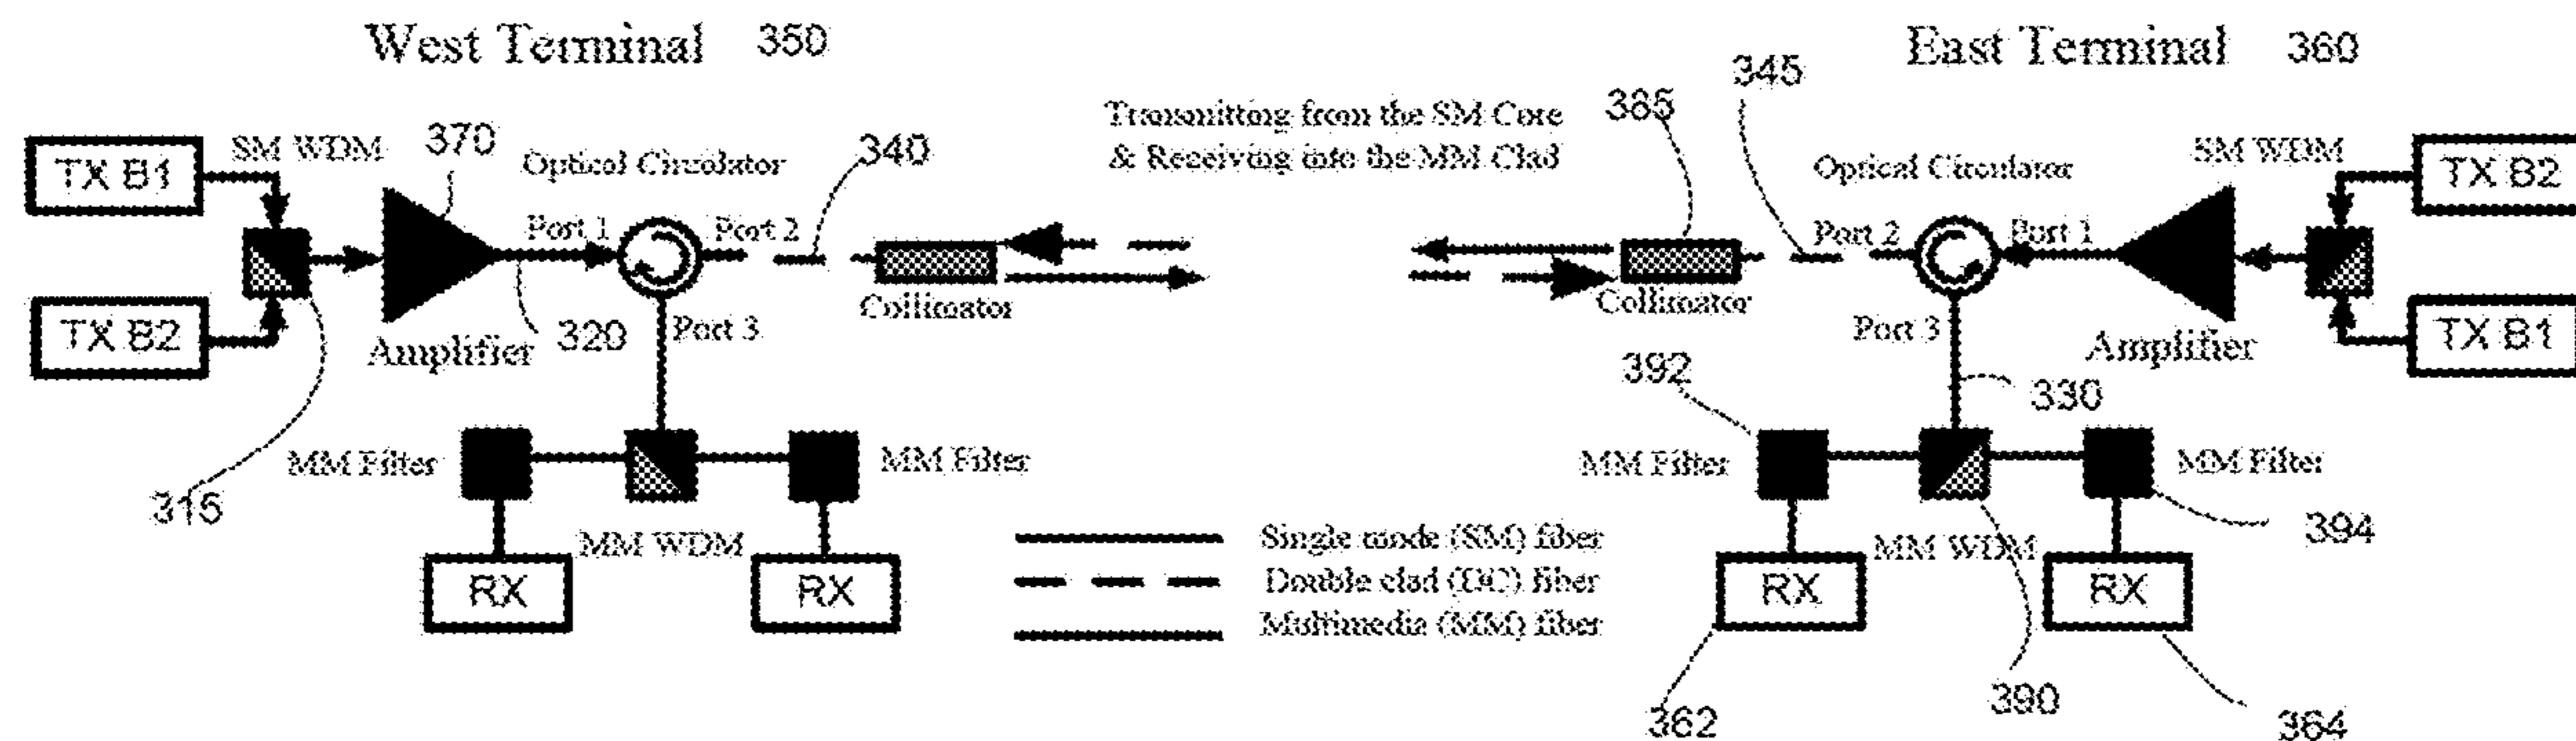 West Terminal 350
East Terminal 360
345
385
Transmitting from the SM Core
& Receiving into the MM Clad
TX B1
SM WDM
370
Optical Circulator
340
Port 1
Port 2
Collimator
TX B2
Amplifier
320
Port 3
315
MM Filter
MM Filter
MM WDM
RX
RX
Optical Circulator
SM WDM
TX B2
Port 2
Port 1
Collimator
Port 3
Amplifier
TX B1
392
330
MM Filter
MM Filter
394
MM WDM
RX
RX
362
390
364
Single mode (SM) fiber
Double clad (DC) fiber
Multimedia (MM) fiber